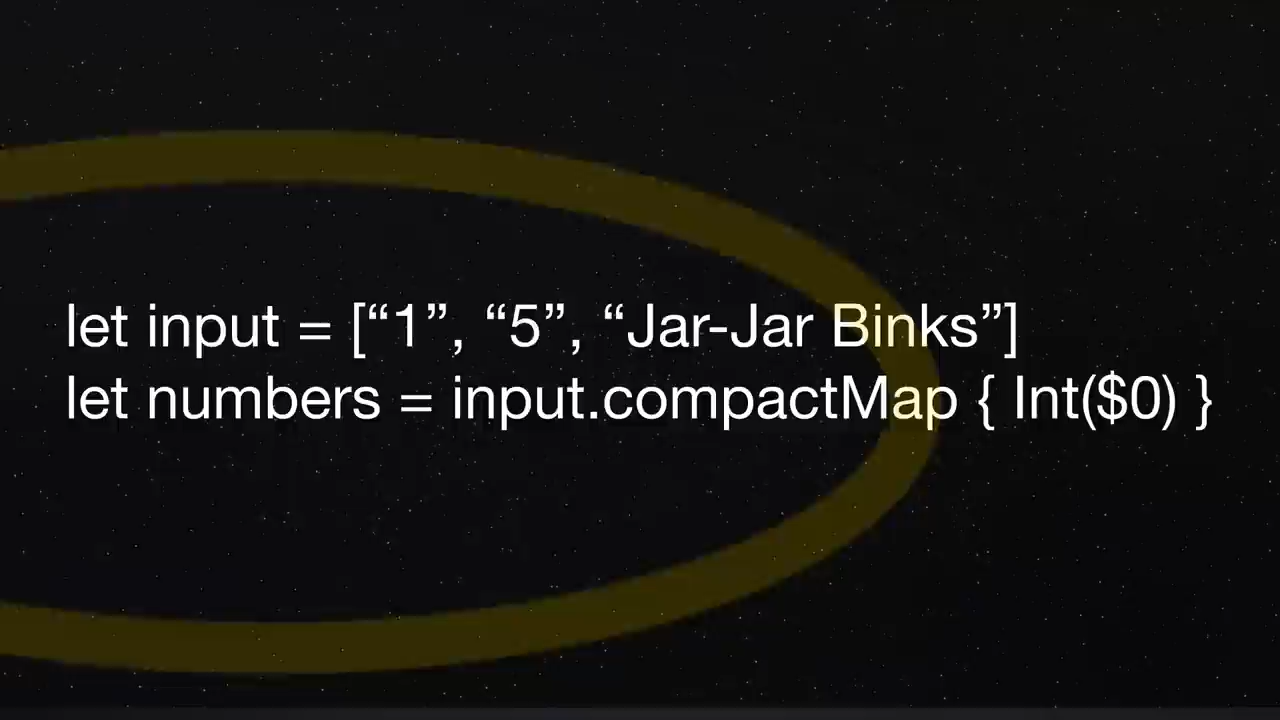 let input = [“1”, “5”, “Jar-Jar Binks”]
let numbers = input.compactMap { Int($0) }